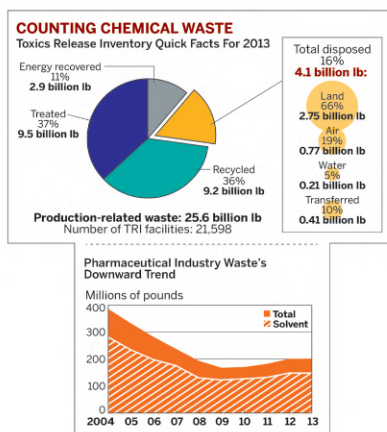 COUNTING CHEMICAL WASTE
Toxics Release Inventory Quick Facts For 2013
Energy recovered
11%
2.9 billion lb
Treated
37%
9.5 billion lb
Recycled
36%
9.2 billion lb
Production-related waste: 25.6 billion lb
Number of TRI facilities: 21,598
Total disposed
16%
4.1 billion lb:
Land
66%
2.75 billion lb
Air
19%
0.77 billion lb
Water
5%
0.21 billion lb
Transferred
10%
0.41 billion lb
Pharmaceutical Industry Waste's
Downward Trend
Millions of pounds
400
300
200
100
0
Total
Solvent
2004 05 06 07 08 09 10 11 12 13